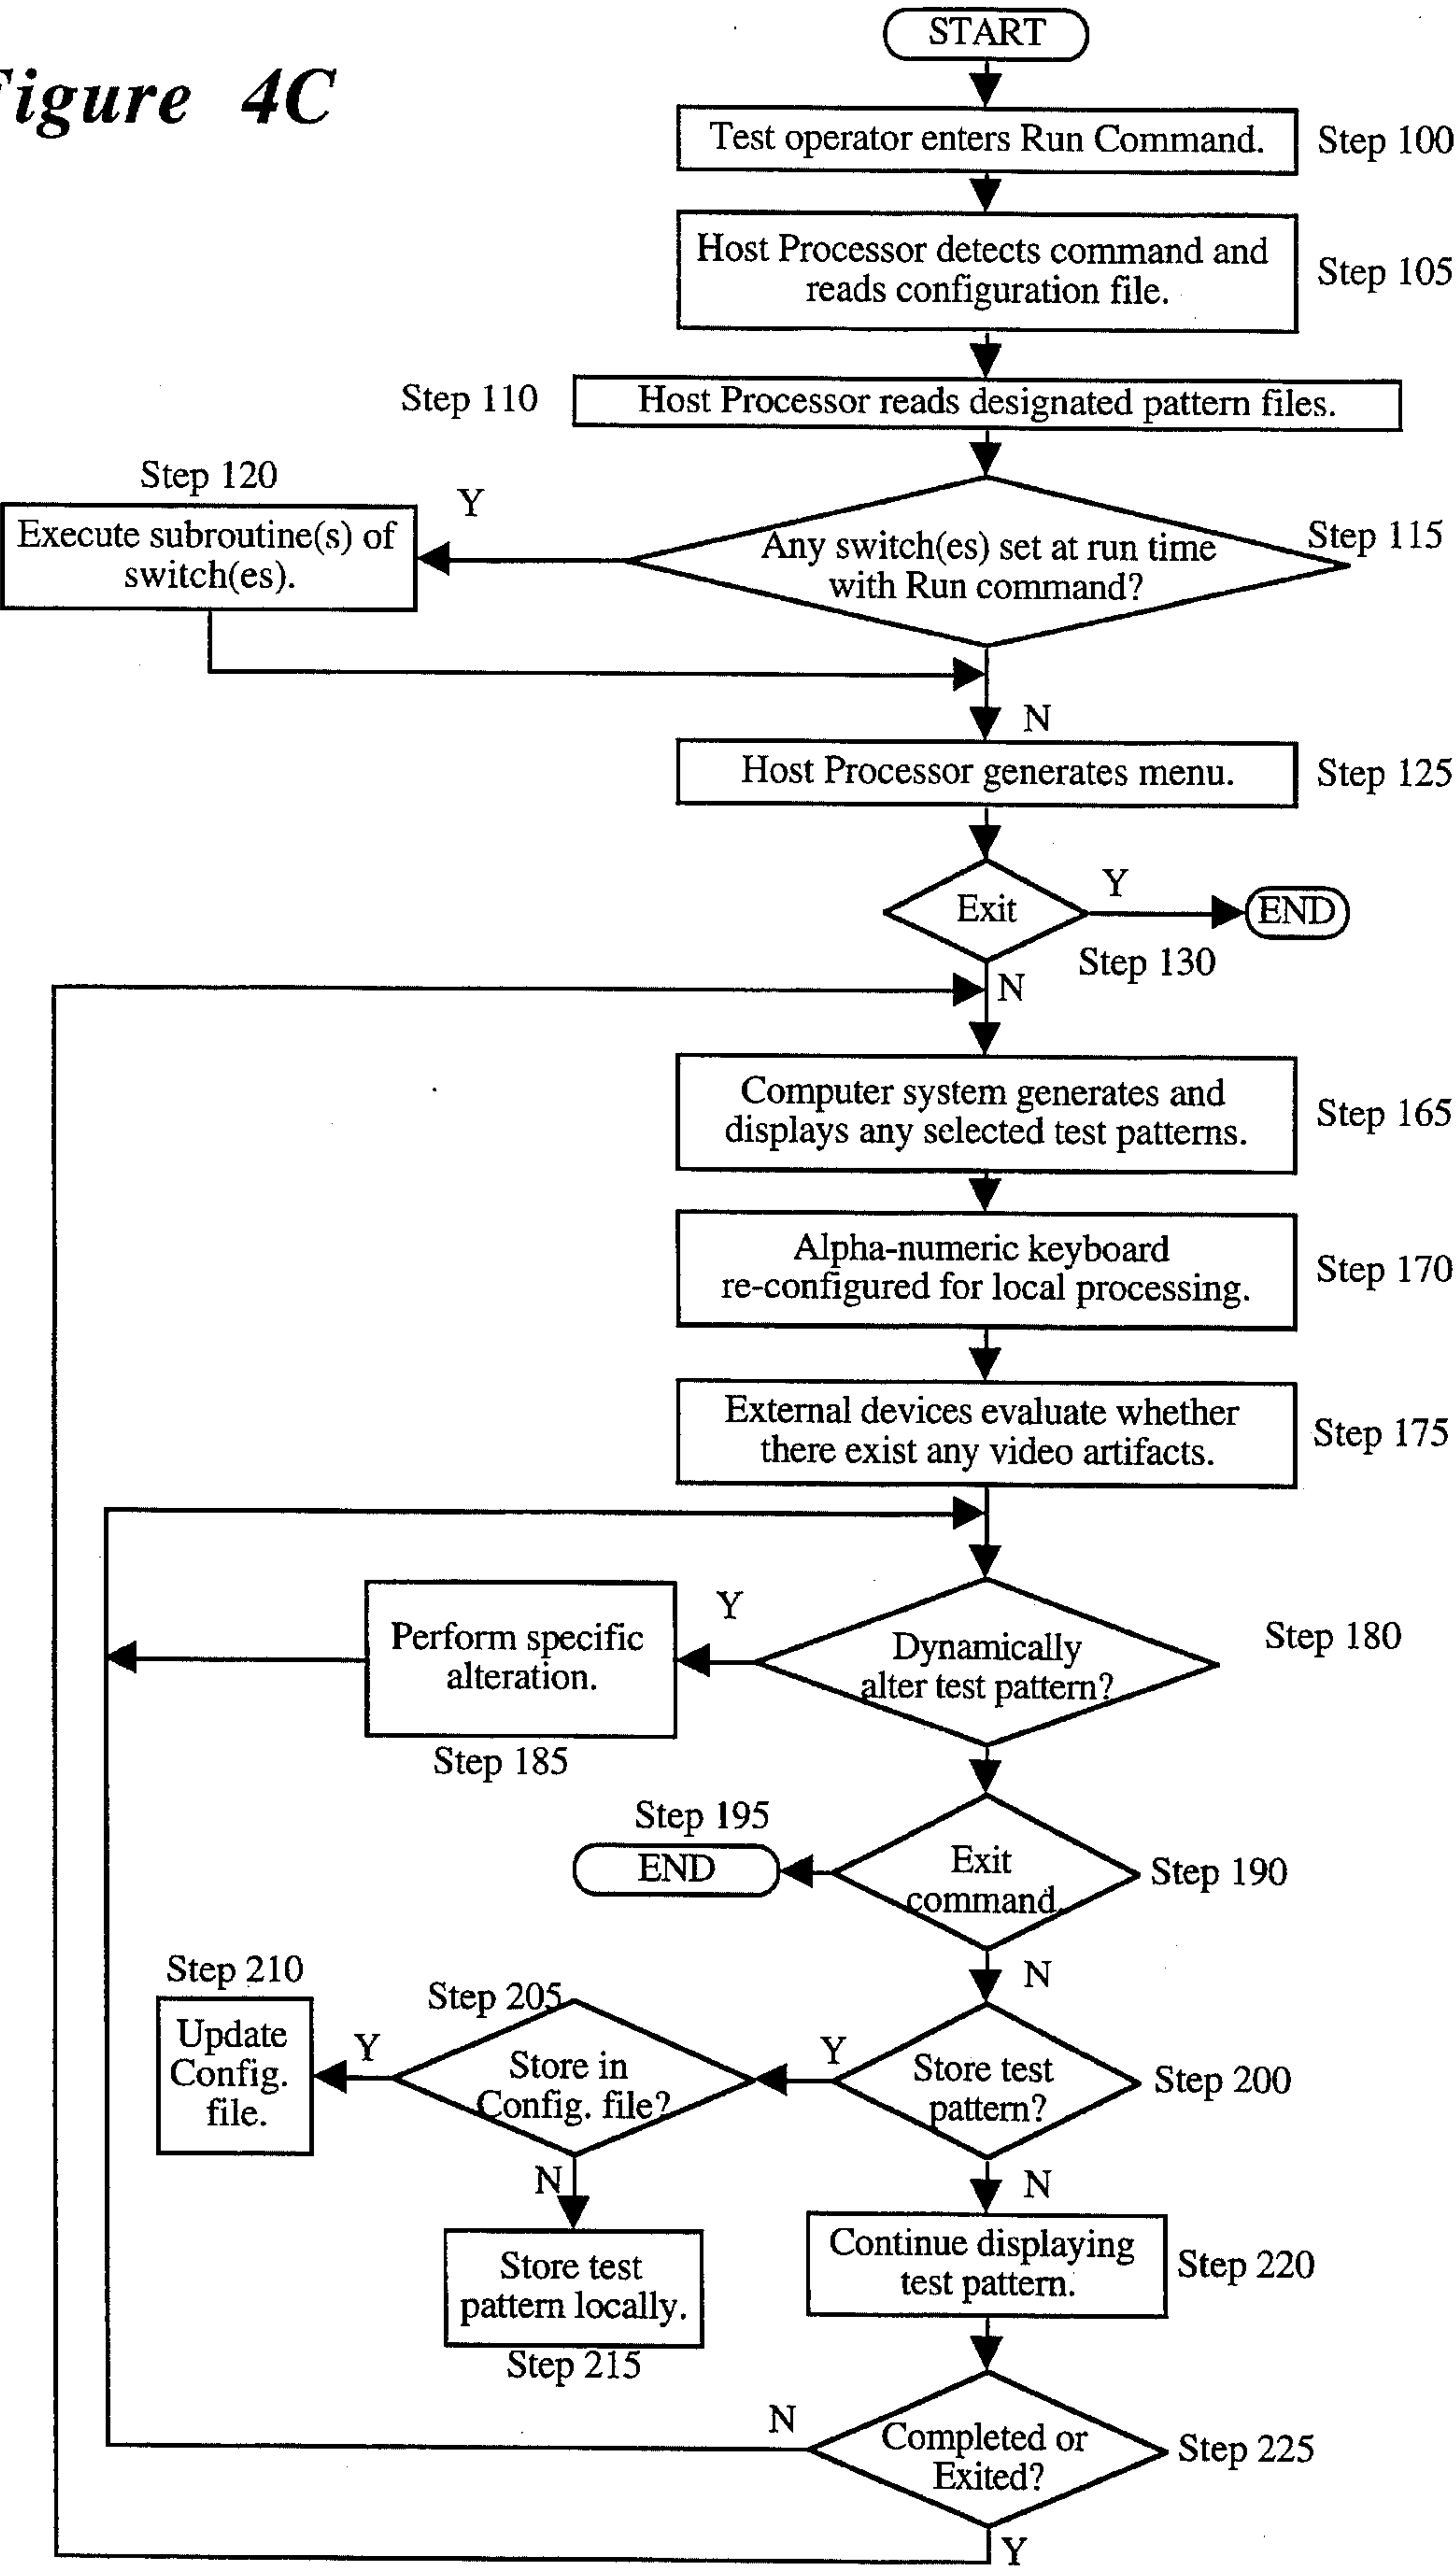 Figure 4C
START
Test operator enters Run Command.
Step 100
Host Processor detects command and
reads configuration file.
Step 105
Step 110
Host Processor reads designated pattern files.
Step 120
Y
Execute subroutine(s) of
switch(es).
Any switch(es) set at run time
with Run command?
Step 115
N
Host Processor generates menu.
Step 125
Exit
Y
END
Step 130
N
Computer system generates and
displays any selected test patterns.
Step 165
Alpha-numeric keyboard
re-configured for local processing.
Step 170
External devices evaluate whether
there exist any video artifacts.
Step 175
Y
Perform specific
alteration.
Step 185
Dynamically
alter test pattern?
Step 180
Step 195
END
Exit
command.
Step 190
N
Step 210
Update
Config.
file.
Y
Step 205
Store in
Config. file?
Y
Store test
pattern?
Step 200
N
Store test
pattern locally.
Step 215
N
Continue displaying
test pattern.
Step 220
N
Completed or
Exited?
Step 225
Y